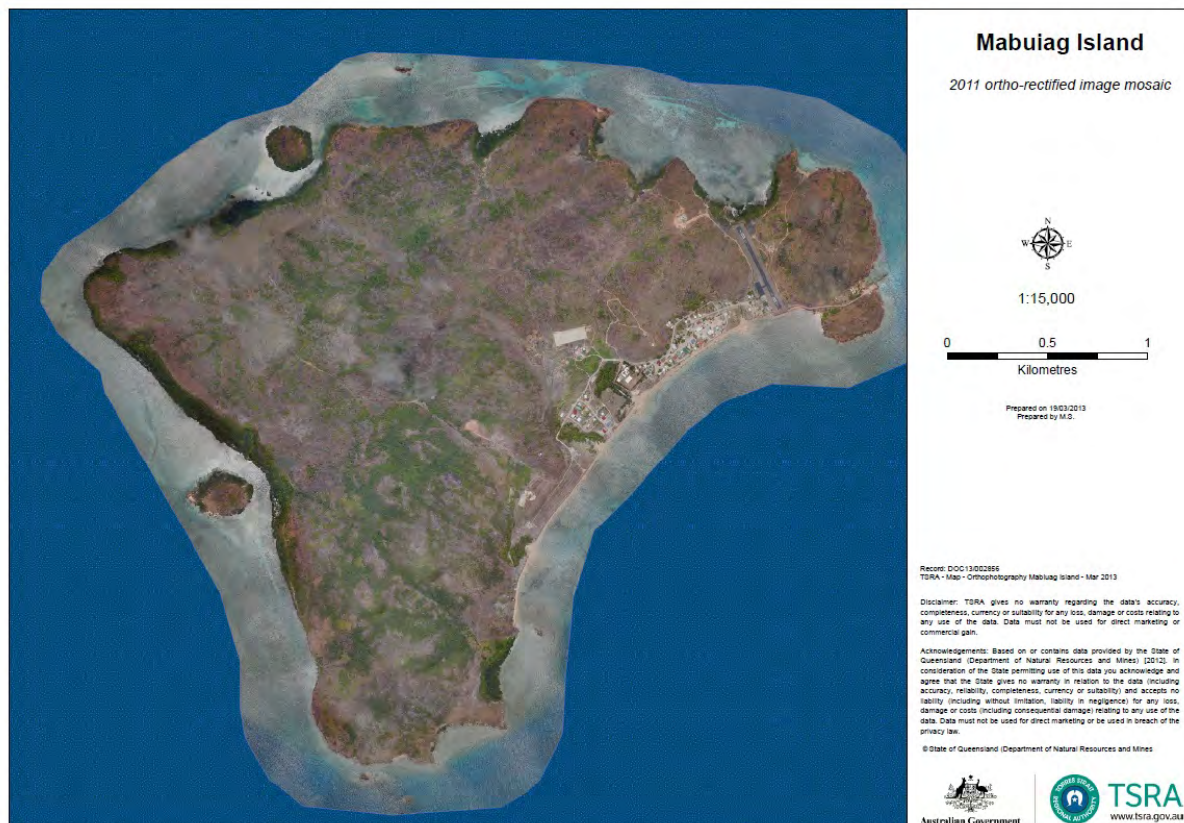 Mabuiag Island
2011 ortho-rectified image mosaic
N
W E
S
1:15,000
0 0.5 1
Kilometres
Prepared on 19/03/2013
Prepared by M.S.
Record: DOC13/002856
TSRA - Map - Orthophotography Mabuiag Island - Mar 2013
Disclaimer: TSRA gives no warranty regarding the data's accuracy,
completeness, currency or suitability for any loss, damage or costs relating to
any use of the data. Data must not be used for direct marketing or
commercial gain.
Acknowledgements: Based on or contains data provided by the State of
Queensland (Department of Natural Resources and Mines) [2012]. In
consideration of the State permitting use of this data you acknowledge and
agree that the State gives no warranty in relation to the data (including
accuracy, reliability, completeness, currency or suitability) and accepts no
liability (including without limitation, liability in negligence) for any loss,
damage or costs (including consequential damage) relating to any use of the
data. Data must not be used for direct marketing or be used in breach of the
privacy law.
© State of Queensland (Department of Natural Resources and Mines
Australian Government
TORRES STRAIT
REGIONAL AUTHORITY
TSRA
www.tsra.gov.au